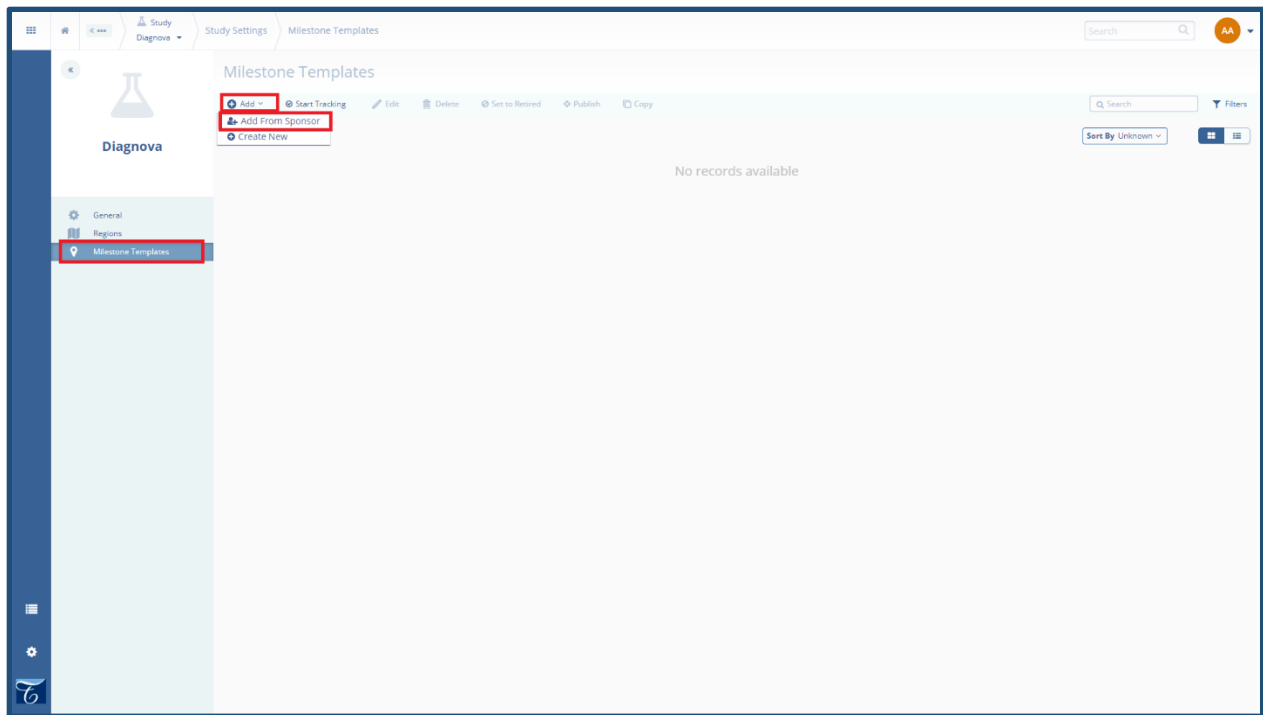 Study
Diagnova
Study Settings
Milestone Templates
Search
AA
Milestone Templates
Add
Start Tracking
Edit
Delete
Set to Retired
Publish
Copy
Search
Filters
Add From Sponsor
Create New
Sort By Unknown
Diagnova
No records available
General
Regions
Milestone Templates